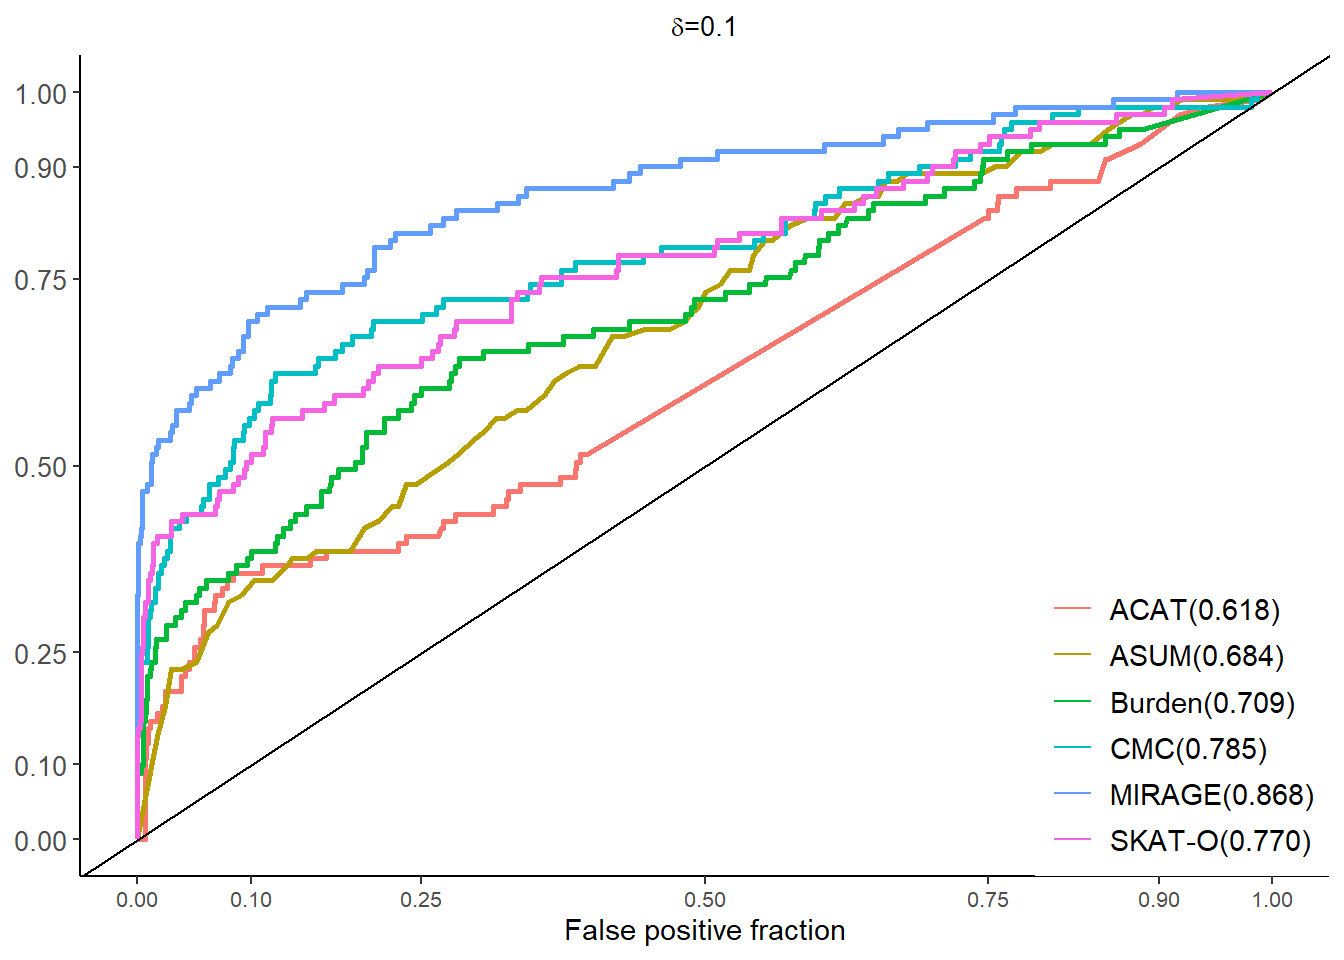 δ=0.1
1.00
0.90
0.75
0.50
0.25
0.10
0.00
ACAT(0.618)
ASUM(0.684)
Burden(0.709)
CMC(0.785)
MIRAGE(0.868)
SKAT-O(0.770)
0.00 0.10 0.25 0.50 0.75 0.90 1.00
False positive fraction